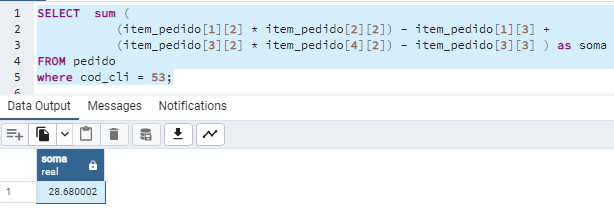 1 SELECT sum (
2 (item_pedido[1][2] * item_pedido[2][2]) - item_pedido[1][3] +
3 (item_pedido[3][2] * item_pedido[4][2]) - item_pedido[3][3] ) as soma
4 FROM pedido
5 where cod_cli = 53;
6
Data Output Messages Notifications
soma
real
1 28.680002